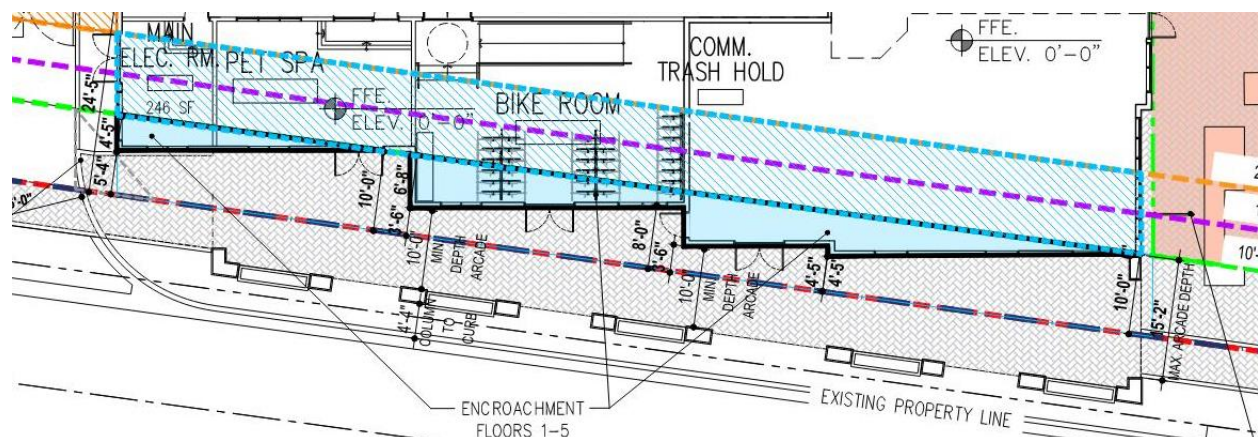 MAIN
ELEC. RM.
246 SF
PET SPA
FFE.
ELEV. 0'-0"
BIKE ROOM
COMM.
TRASH HOLD
FFE.
ELEV. 0'-0"
24'-5"
4'-5"
5'-4"
10'-0"
3'-6"
6'-8"
10'-0"
MIN.
DEPTH
ARCADE
4'-4"
COLUMN
TO
CURB
8'-0"
3'-6"
10'-0"
MIN.
DEPTH
ARCADE
4'-5"
4'-5"
10'-0"
15'-2"
MAX. ARCADE DEPTH
ENCROACHMENT
FLOORS 1-5
EXISTING PROPERTY LINE